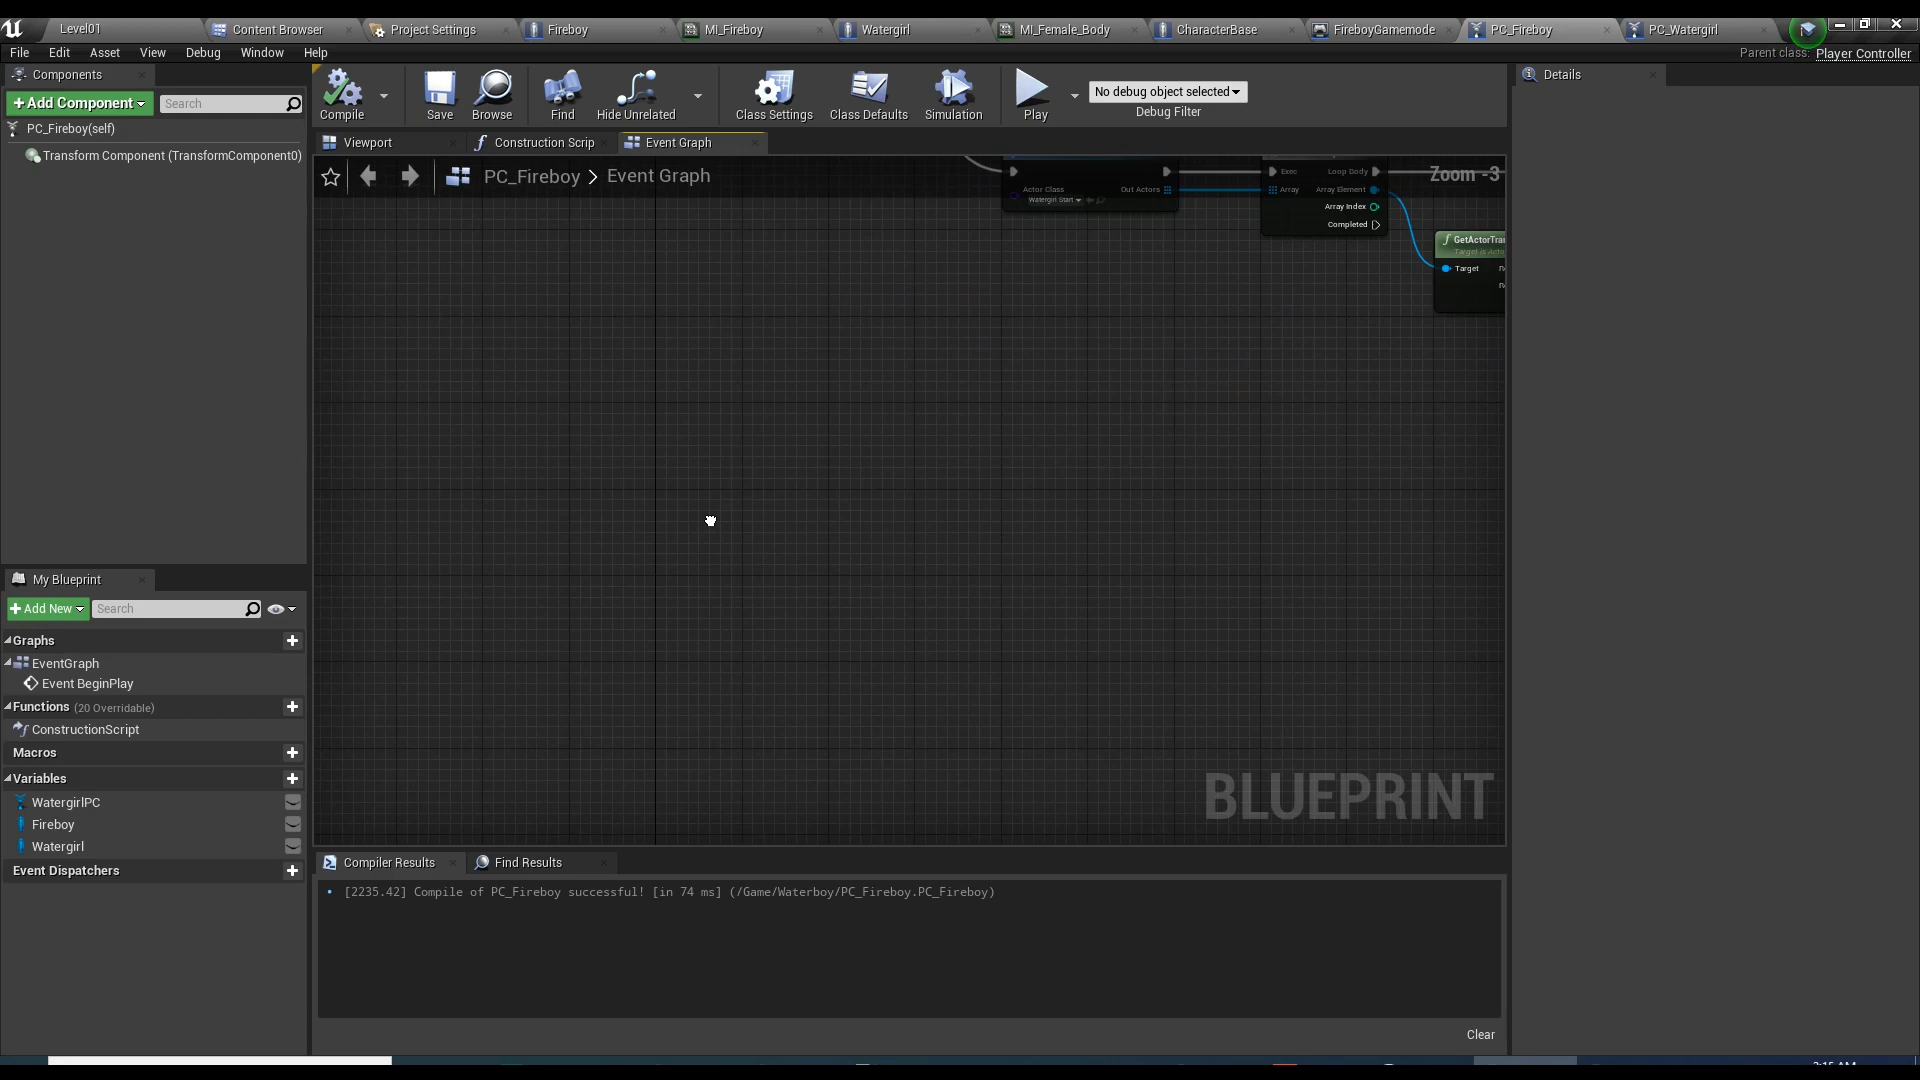 Level01
Content Browser
Project Settings
Fireboy
MI_Fireboy
Watergirl
MI_Female_Body
CharacterBase
FireboyGamemode
PC_Fireboy
PC_Watergirl
File Edit Asset View Debug Window Help
Parent class: Player Controller
Components
+Add Component
Search
PC_Fireboy(self)
Transform Component (TransformComponent0)
Compile
Save
Browse
Find
Hide Unrelated
Class Settings
Class Defaults
Simulation
Play
No debug object selected
Debug Filter
Details
Viewport
Construction Scrip
Event Graph
PC_Fireboy > Event Graph
Zoom -3
Actor Class
Watergirl Start
Out Actors
Exec
Loop Body
Array
Array Element
Array Index
Completed
GetActorTra
Target is Acto
Target
BLUEPRINT
My Blueprint
+Add New
Search
Graphs
EventGraph
Event BeginPlay
Functions (20 Overridable)
ConstructionScript
Macros
Variables
WatergirlPC
Fireboy
Watergirl
Event Dispatchers
Compiler Results
Find Results
[2235.42] Compile of PC_Fireboy successful! [in 74 ms] (/Game/Waterboy/PC_Fireboy.PC_Fireboy)
Clear